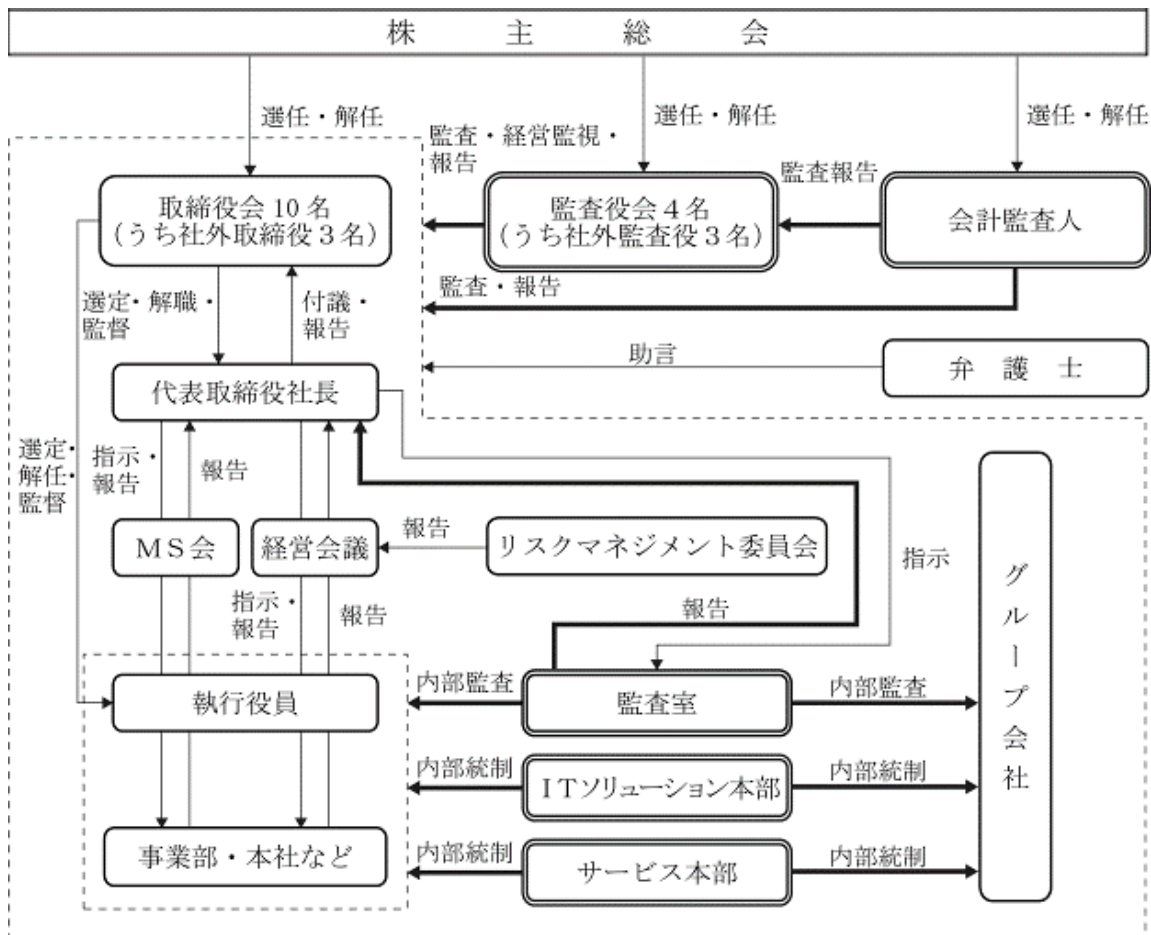 株主総会
選任・解任
選任・解任
選任・解任
監査・経営監視・
報告
監査報告
取締役会10名
(うち社外取締役3名)
監査役会4名
(うち社外監査役3名)
会計監査人
監査・報告
選定・解職・
監督
付議・
報告
助言
弁護士
代表取締役社長
選定・
解任・
監督
指示・
報告
報告
MS会
経営会議
報告
リスクマネジメント委員会
指示
グループ会社
指示・
報告
報告
報告
執行役員
内部監査
監査室
内部監査
内部統制
ITソリューション本部
内部統制
事業部・本社など
内部統制
サービス本部
内部統制